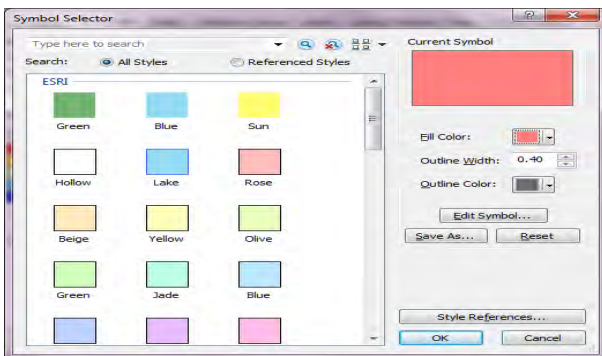 Symbol Selector
Type here to search
Search: All Styles Referenced Styles
ESRI
Green Blue Sun
Hollow Lake Rose
Beige Yellow Olive
Green Jade Blue
Current Symbol
Fill Color:
Outline Width: 0.40
Outline Color:
Edit Symbol...
Save As... Reset
Style References...
OK Cancel